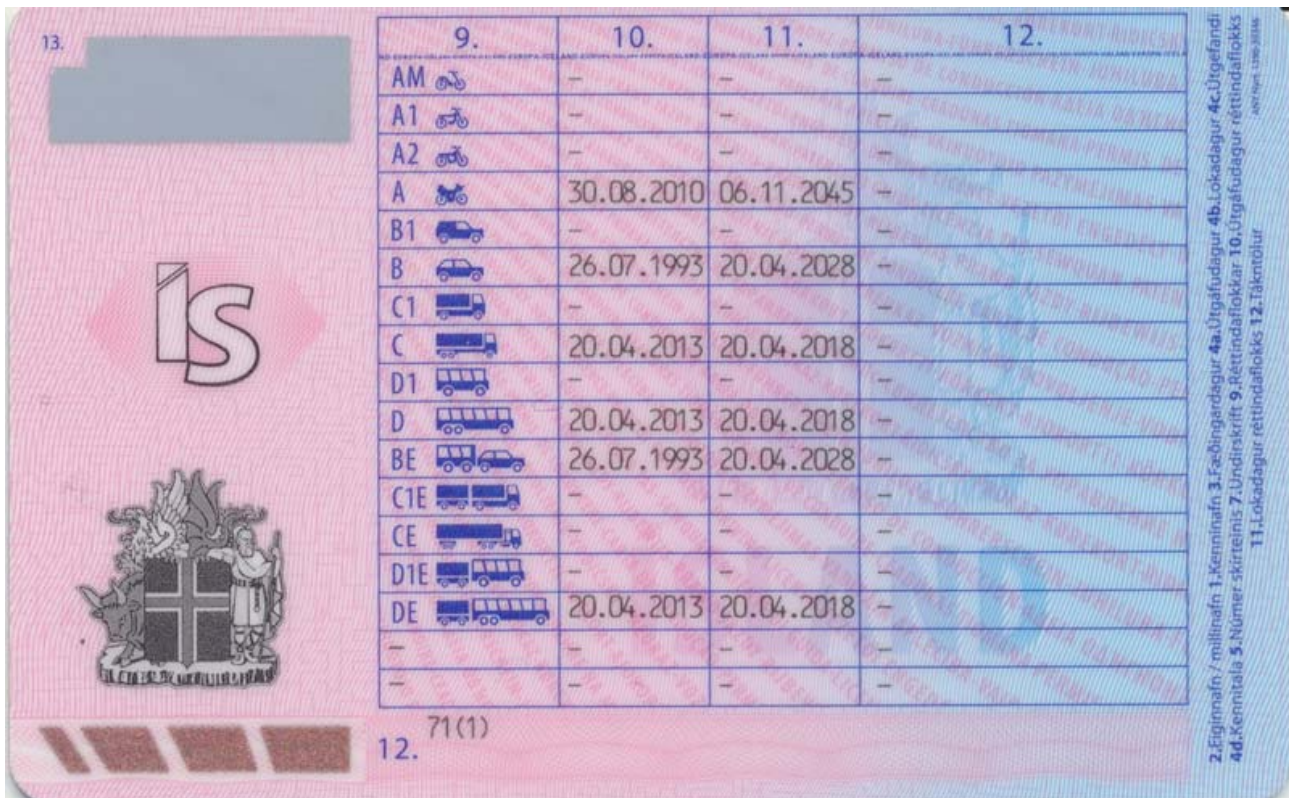 13.
9. 10. 11. 12.
AM - - -
A1 - - -
A2 - - -
A 30.08.2010 06.11.2045 -
B1 - - -
B 26.07.1993 20.04.2028 -
C1 - - -
C 20.04.2013 20.04.2018 -
D1 - - -
D 20.04.2013 20.04.2018 -
BE 26.07.1993 20.04.2028 -
C1E - - -
CE - - -
D1E - - -
DE 20.04.2013 20.04.2018 -
- - - -
- - - -
12. 71(1)
IS
2.Eiginnafn / millinafn 1.Kenninafn 3.Fæðingardagur 4a.Útgáfudagur 4b.Lokadagur 4c.Útgefandi
4d.Kennitala 5.Númer skírteinis 7.Undirskrift 9.Réttindaflokkar 10.Útgáfudagur réttindaflokks
11.Lokadagur réttindaflokks 12.Tákntölur